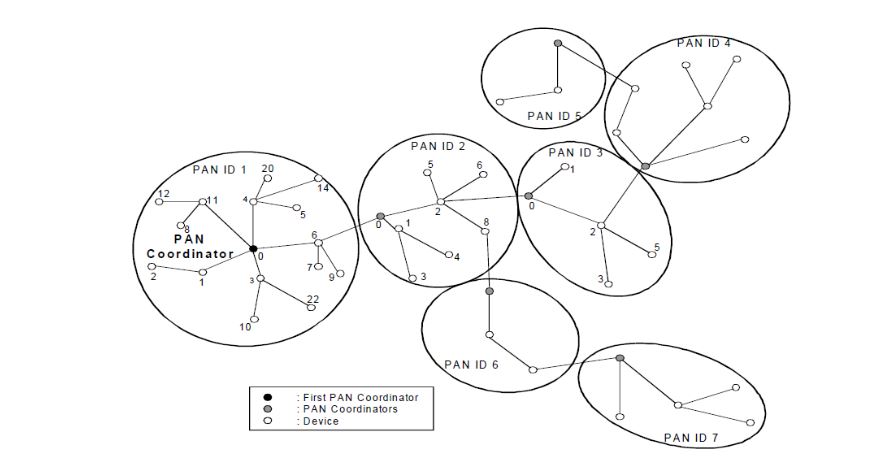 PAN ID 5
PAN ID 4
PAN ID 1
20
14
12
11
4
5
8
PAN
Coordinator
0
6
7
9
2
1
3
10
22
PAN ID 2
5
6
2
8
0
1
4
3
PAN ID 3
1
0
2
5
3
PAN ID 6
PAN ID 7
: First PAN Coordinator
: PAN Coordinators
: Device